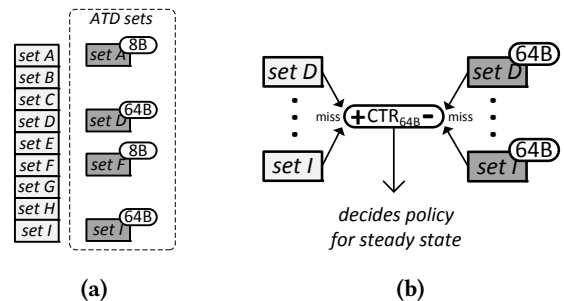 ATD sets
set A
set B
set C
set D
set E
set F
set G
set H
set I
set A
8B
set D
64B
set F
8B
set I
64B
(a)
set D
set I
miss
+ CTR64B -
miss
set D
64B
set I
64B
decides policy
for steady state
(b)